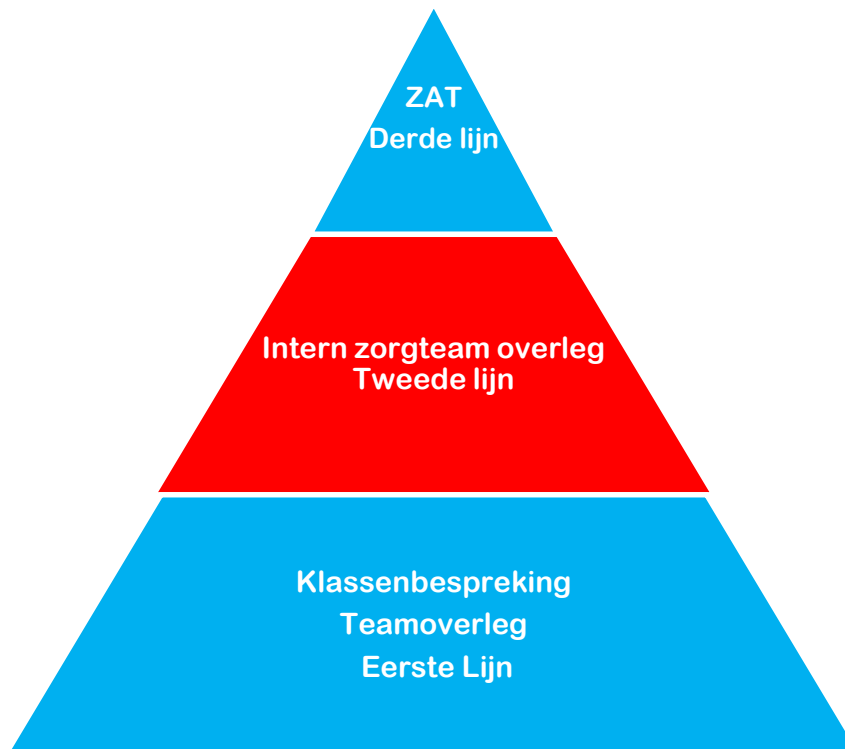 ZAT
Derde lijn
Intern zorgteam overleg
Tweede lijn
Klassenbespreking
Teamoverleg
Eerste Lijn